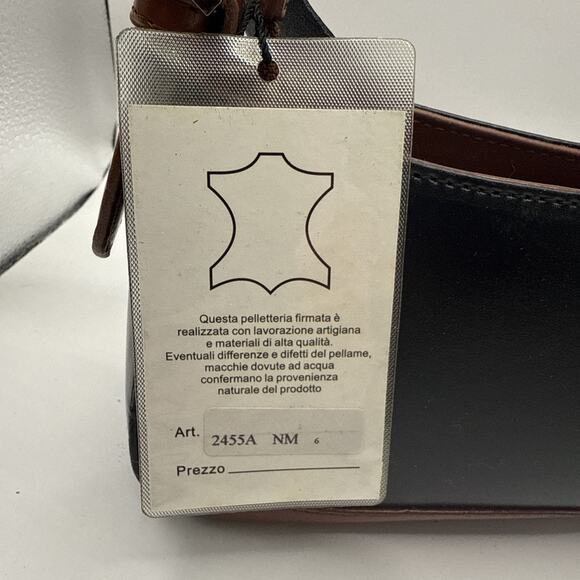 Questa pelletteria firmata è
realizzata con lavorazione artigiana
e materiali di alta qualità.
Eventuali differenze e difetti del pellame,
macchie dovute ad acqua
confermano la provenienza
naturale del prodotto
Art. 2455A NM 6
Prezzo